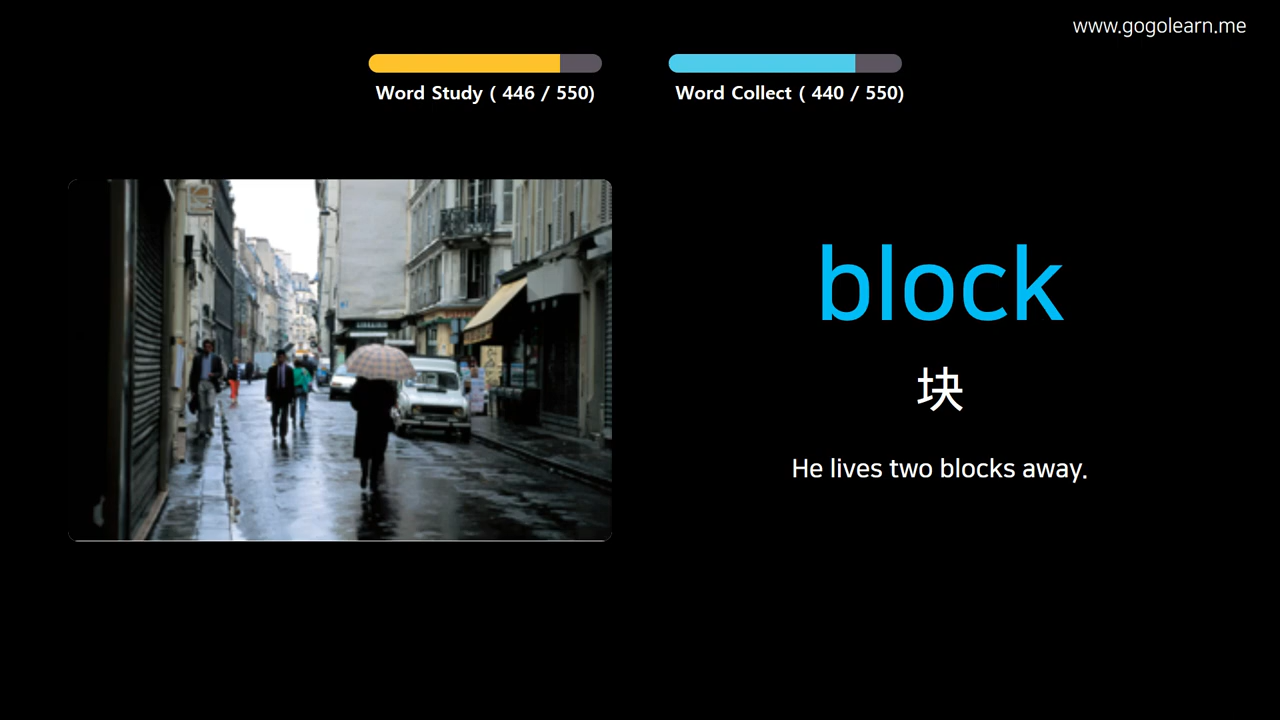 www.gogolearn.me
Word Study ( 446 / 550)
Word Collect ( 440 / 550)
block
块
He lives two blocks away.